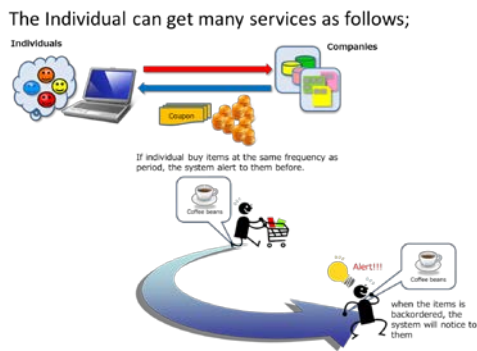 The Individual can get many services as follows;
Individuals
Companies
Coupon
If individual buy items at the same frequency as
period, the system alert to them before.
Coffee beans
Alert!!!
Coffee beans
when the items is
backordered, the
system will notice to
them